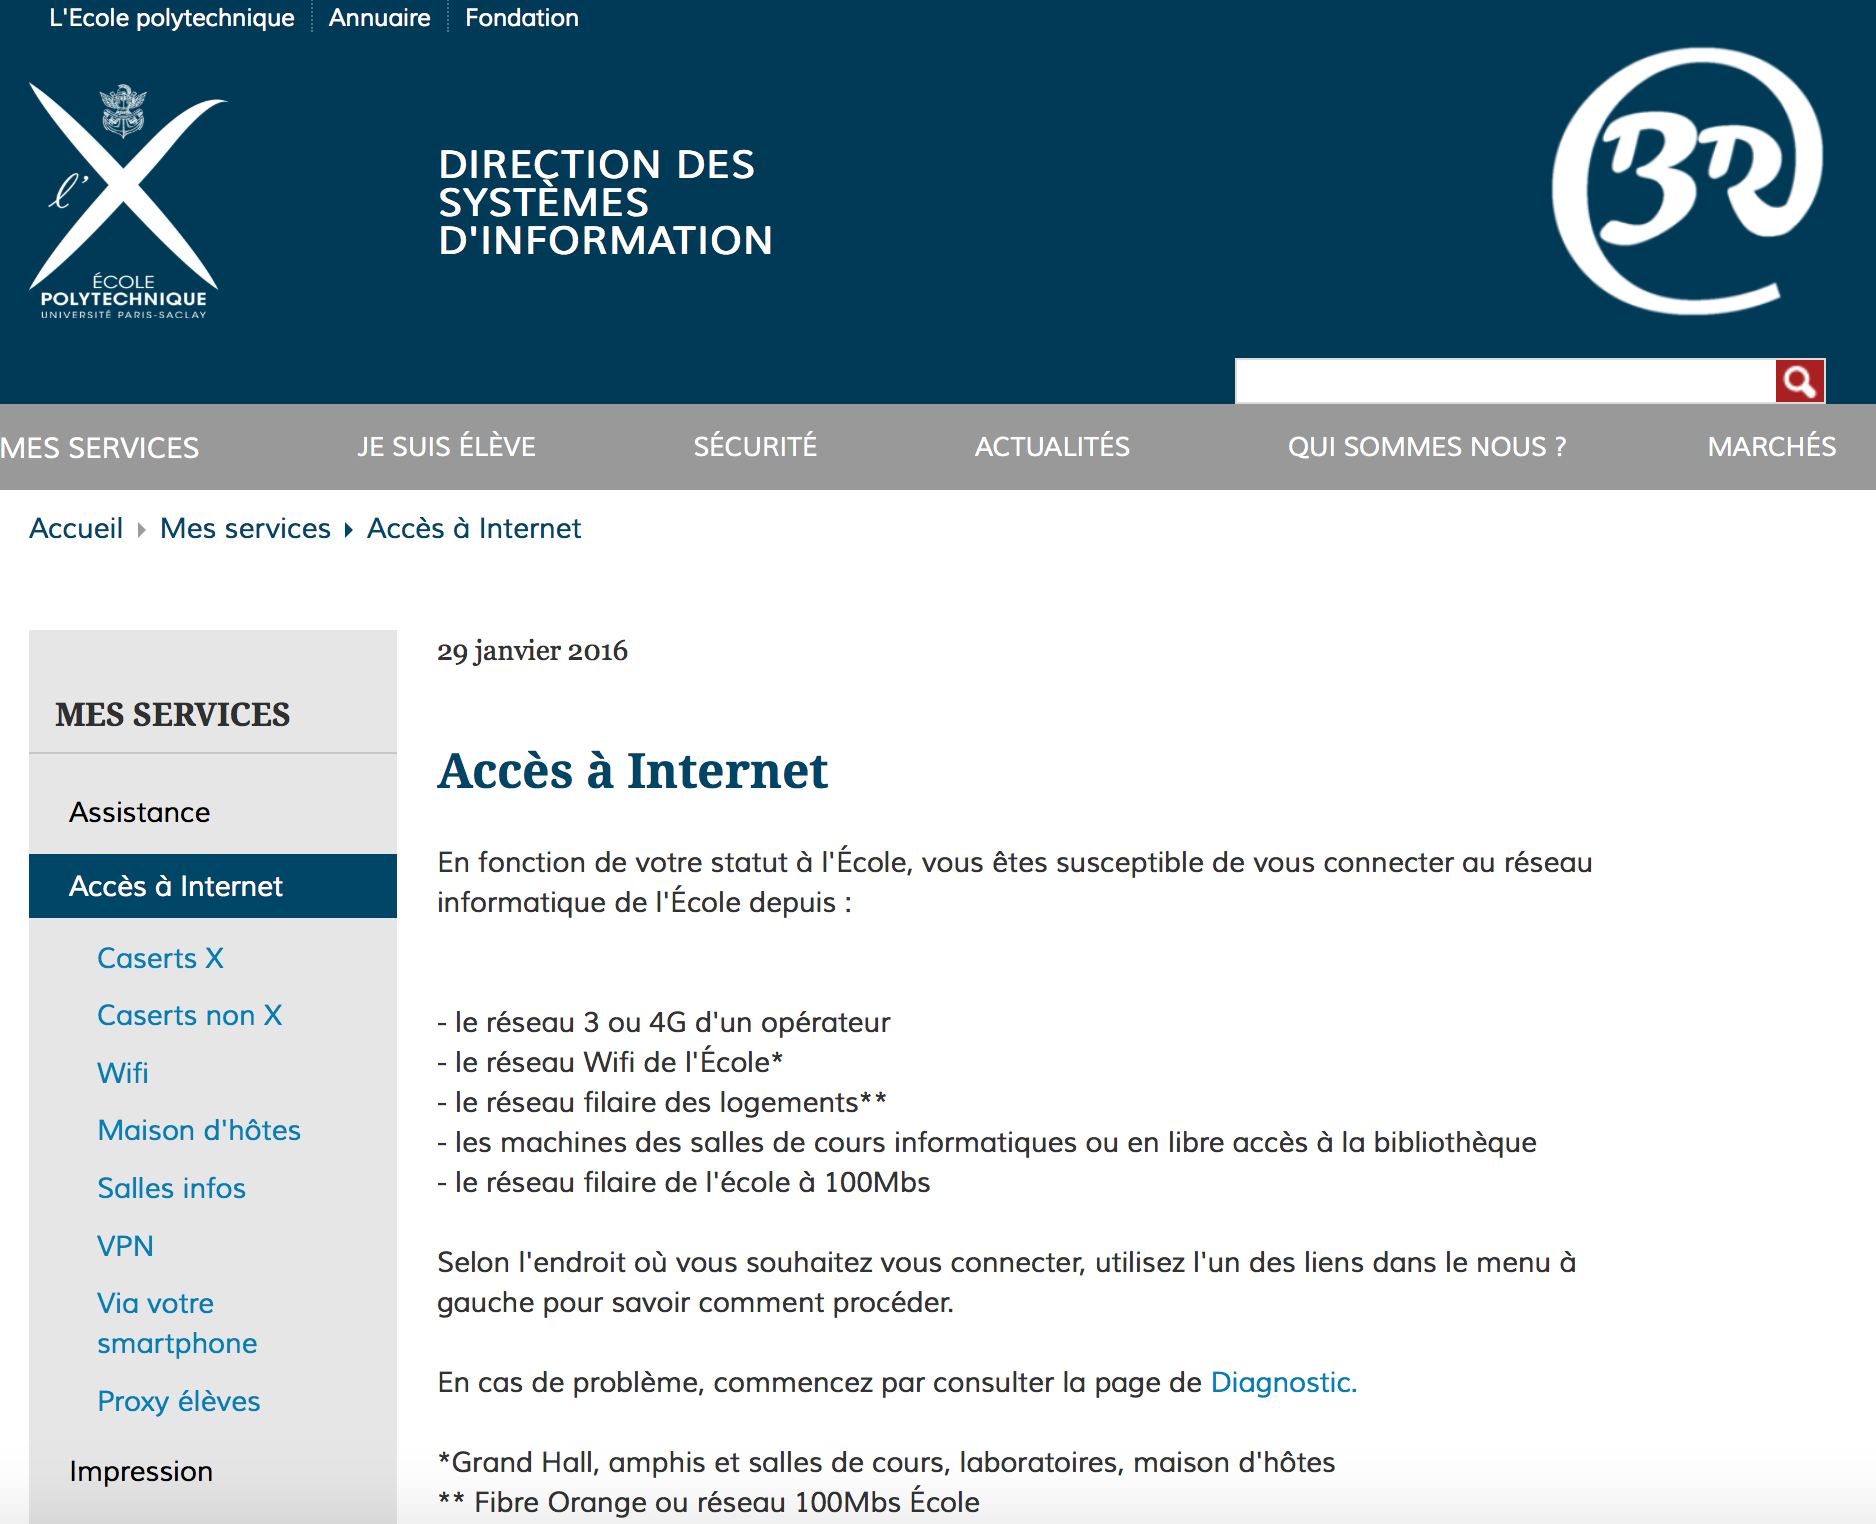 L'Ecole polytechnique
Annuaire
Fondation
l'X
ÉCOLE
POLYTECHNIQUE
UNIVERSITÉ PARIS-SACLAY
DIRECTION DES
SYSTÈMES
D'INFORMATION
BR
MES SERVICES
JE SUIS ÉLÈVE
SÉCURITÉ
ACTUALITÉS
QUI SOMMES NOUS ?
MARCHÉS
Accueil
Mes services
Accès à Internet
MES SERVICES
Assistance
Accès à Internet
Caserts X
Caserts non X
Wifi
Maison d'hôtes
Salles infos
VPN
Via votre
smartphone
Proxy élèves
Impression
29 janvier 2016
Accès à Internet
En fonction de votre statut à l'École, vous êtes susceptible de vous connecter au réseau
informatique de l'École depuis :
- le réseau 3 ou 4G d'un opérateur
- le réseau Wifi de l'École*
- le réseau filaire des logements**
- les machines des salles de cours informatiques ou en libre accès à la bibliothèque
- le réseau filaire de l'école à 100Mbs
Selon l'endroit où vous souhaitez vous connecter, utilisez l'un des liens dans le menu à
gauche pour savoir comment procéder.
En cas de problème, commencez par consulter la page de Diagnostic.
*Grand Hall, amphis et salles de cours, laboratoires, maison d'hôtes
** Fibre Orange ou réseau 100Mbs École